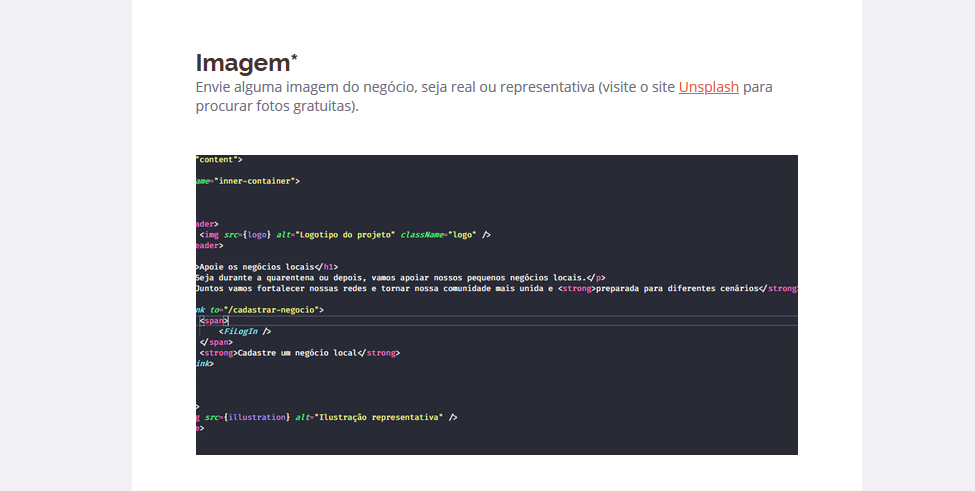 Imagem*
Envie alguma imagem do negócio, seja real ou representativa (visite o site Unsplash para
procurar fotos gratuitas).
"content">
ame="inner-container">
ader>
<img src={logo} alt="Logotipo do projeto" className="logo" />
eader>
>Apoie os negócios locais</h1>
Seja durante a quarentena ou depois, vamos apoiar nossos pequenos negócios locais.</p>
Juntos vamos fortalecer nossas redes e tornar nossa comunidade mais unida e <strong>preparada para diferentes cenários</strong>
nk to="/cadastrar-negocio">
<span>
<FiLogIn />
</span>
<strong>Cadastre um negócio local</strong>
ink>
>
g src={illustration} alt="Ilustração representativa" />
e>